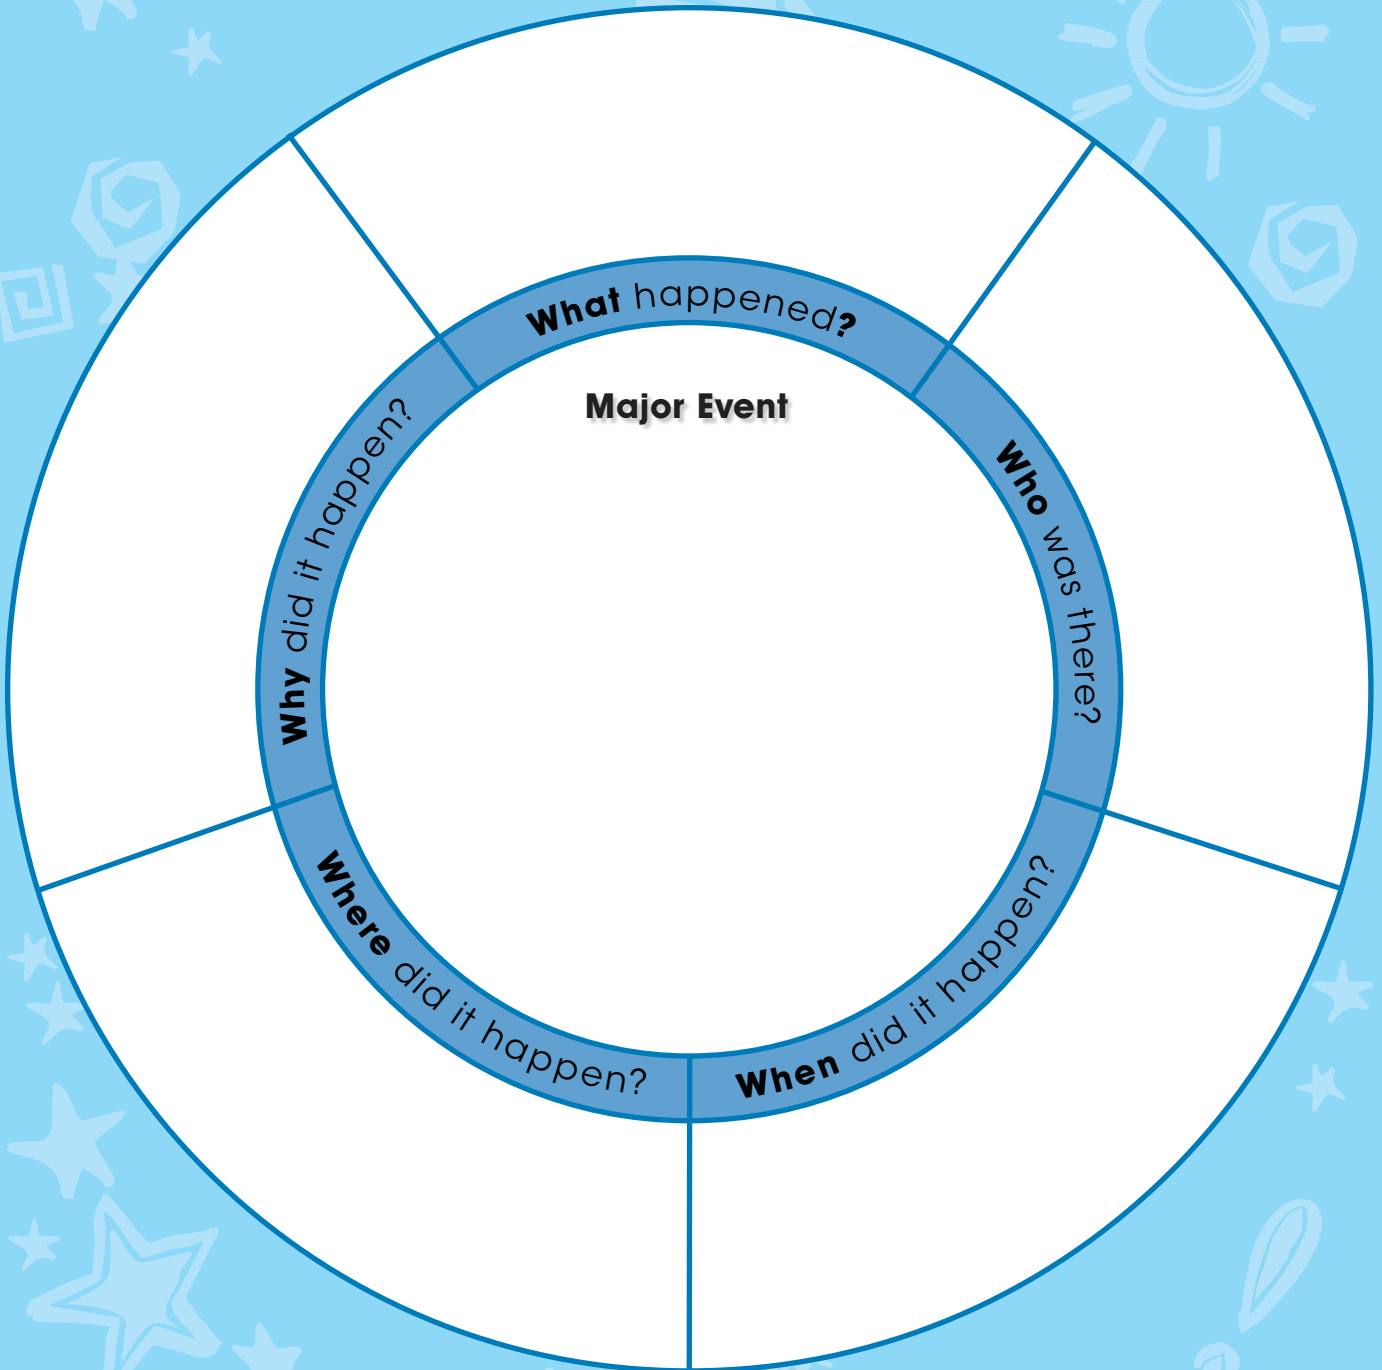 Major Event
What happened?
Who was there?
When did it happen?
Where did it happen?
Why did it happen?